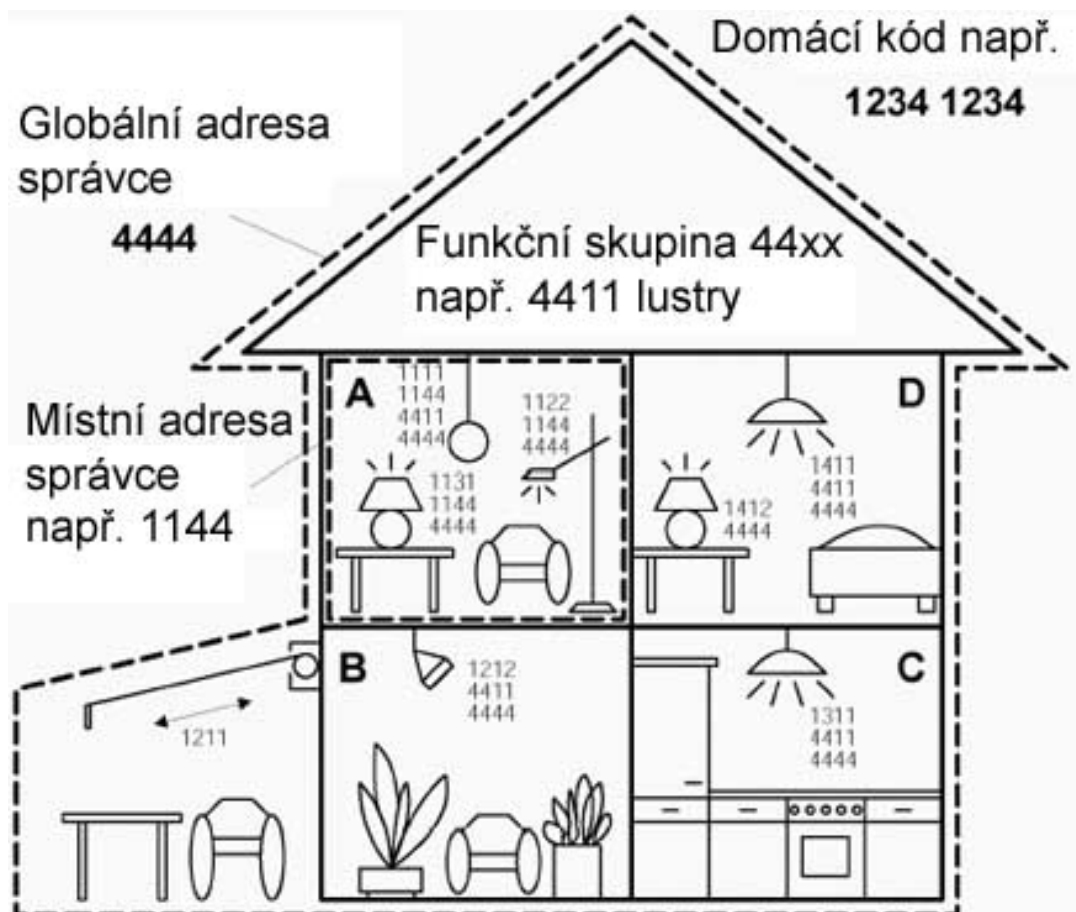 Domácí kód např.
1234 1234
Globální adresa
správce
4444
Funkční skupina 44xx
např. 4411 lustry
Místní adresa
správce
např. 1144
A
1111
1144
4411
4444
1122
1144
4444
1131
1144
4444
D
1411
4411
4444
1412
4444
B
1212
4411
4444
C
1311
4411
4444
1211